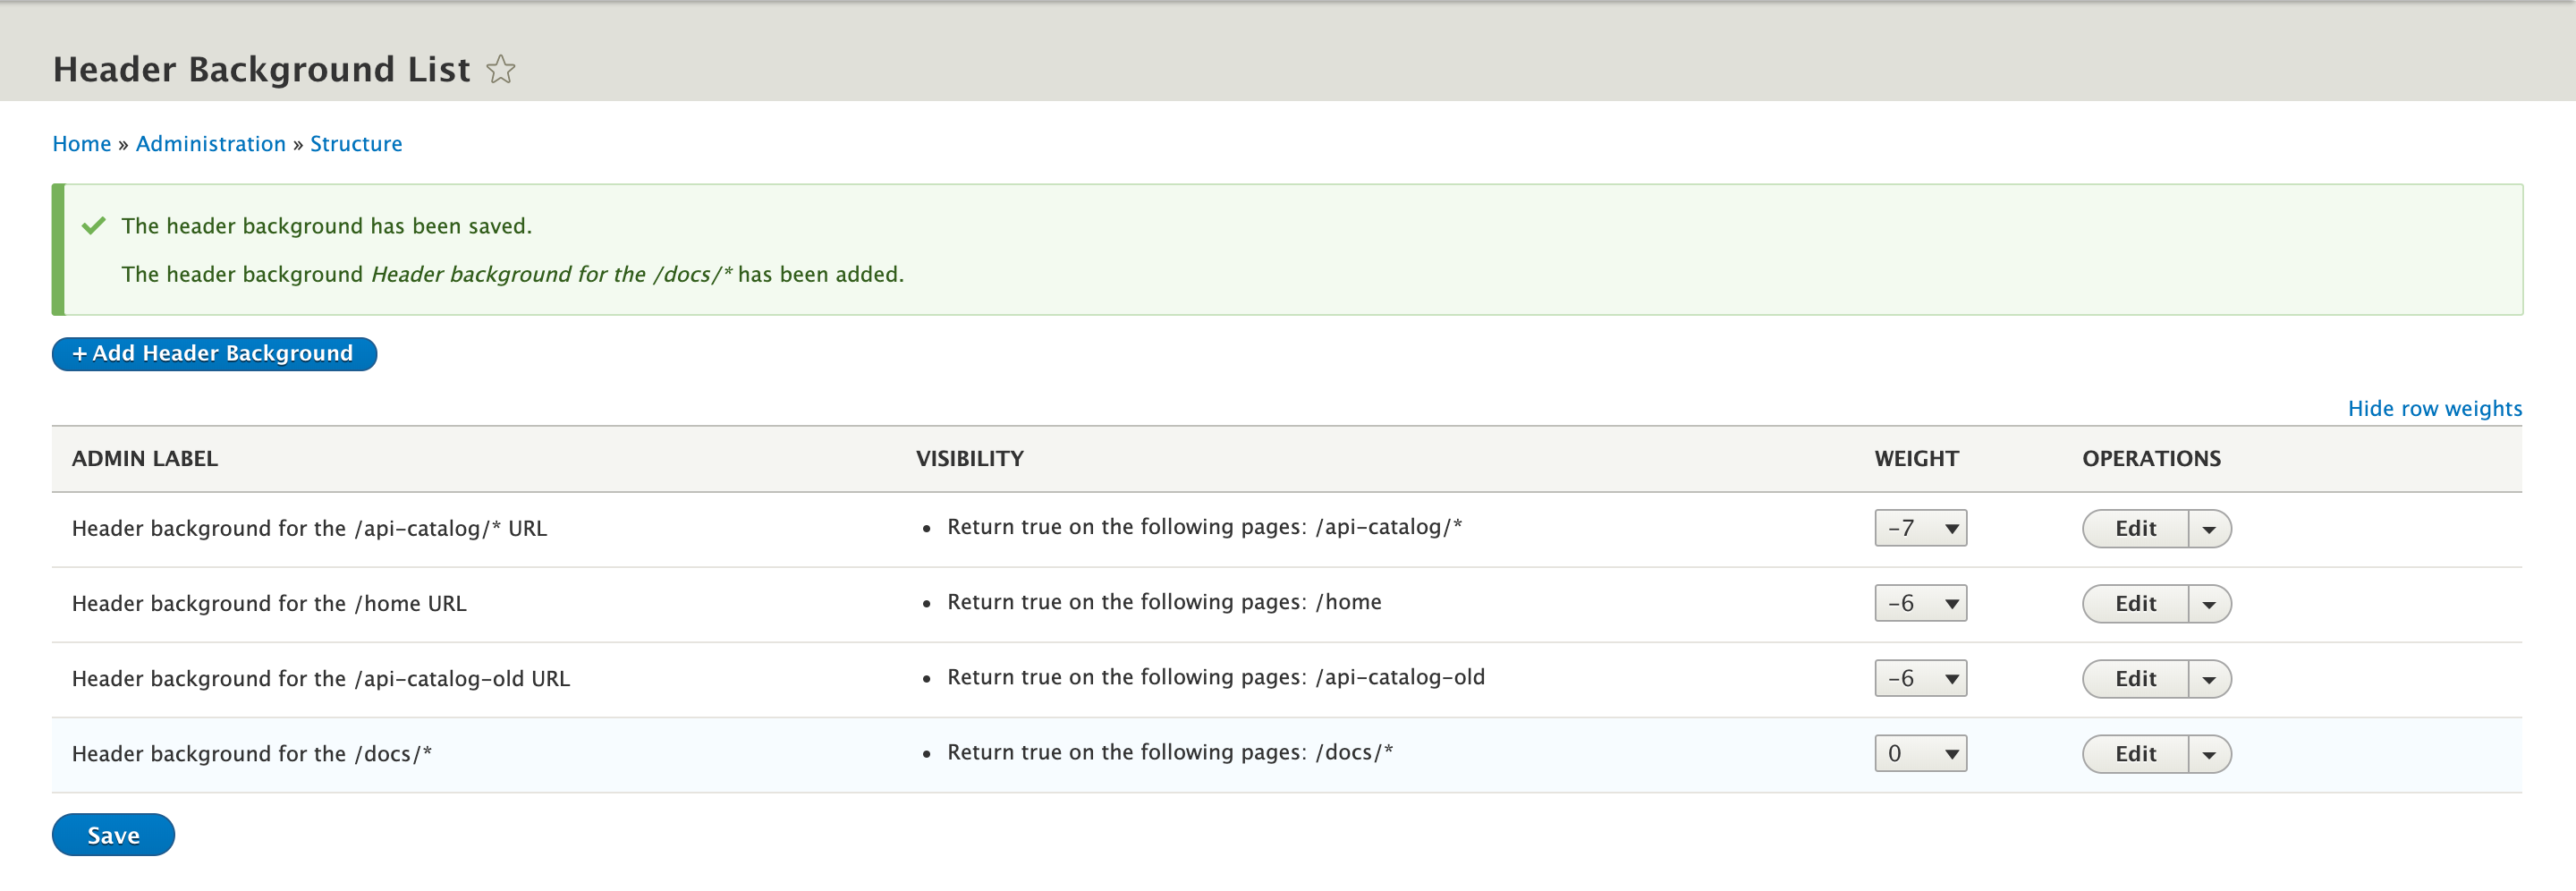 Header Background List
Home » Administration » Structure
The header background has been saved.
The header background Header background for the /docs/* has been added.
+ Add Header Background
Hide row weights
ADMIN LABEL VISIBILITY WEIGHT OPERATIONS
Header background for the /api-catalog/* URL • Return true on the following pages: /api-catalog/* -7 Edit
Header background for the /home URL • Return true on the following pages: /home -6 Edit
Header background for the /api-catalog-old URL • Return true on the following pages: /api-catalog-old -6 Edit
Header background for the /docs/* • Return true on the following pages: /docs/* 0 Edit
Save